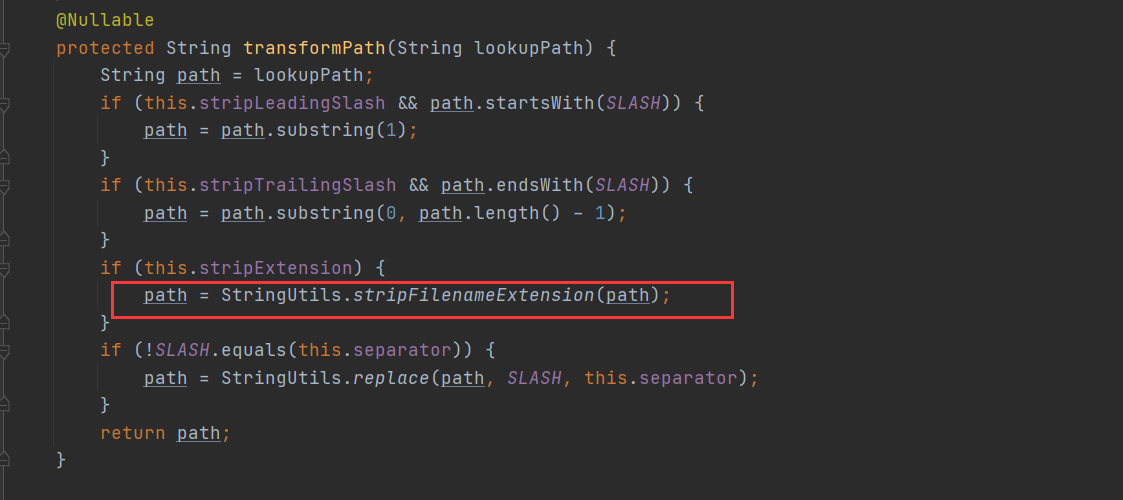 @Nullable
protected String transformPath(String lookupPath) {
    String path = lookupPath;
    if (this.stripLeadingSlash && path.startsWith(SLASH)) {
        path = path.substring(1);
    }
    if (this.stripTrailingSlash && path.endsWith(SLASH)) {
        path = path.substring(0, path.length() - 1);
    }
    if (this.stripExtension) {
        path = StringUtils.stripFilenameExtension(path);
    }
    if (!SLASH.equals(this.separator)) {
        path = StringUtils.replace(path, SLASH, this.separator);
    }
    return path;
}